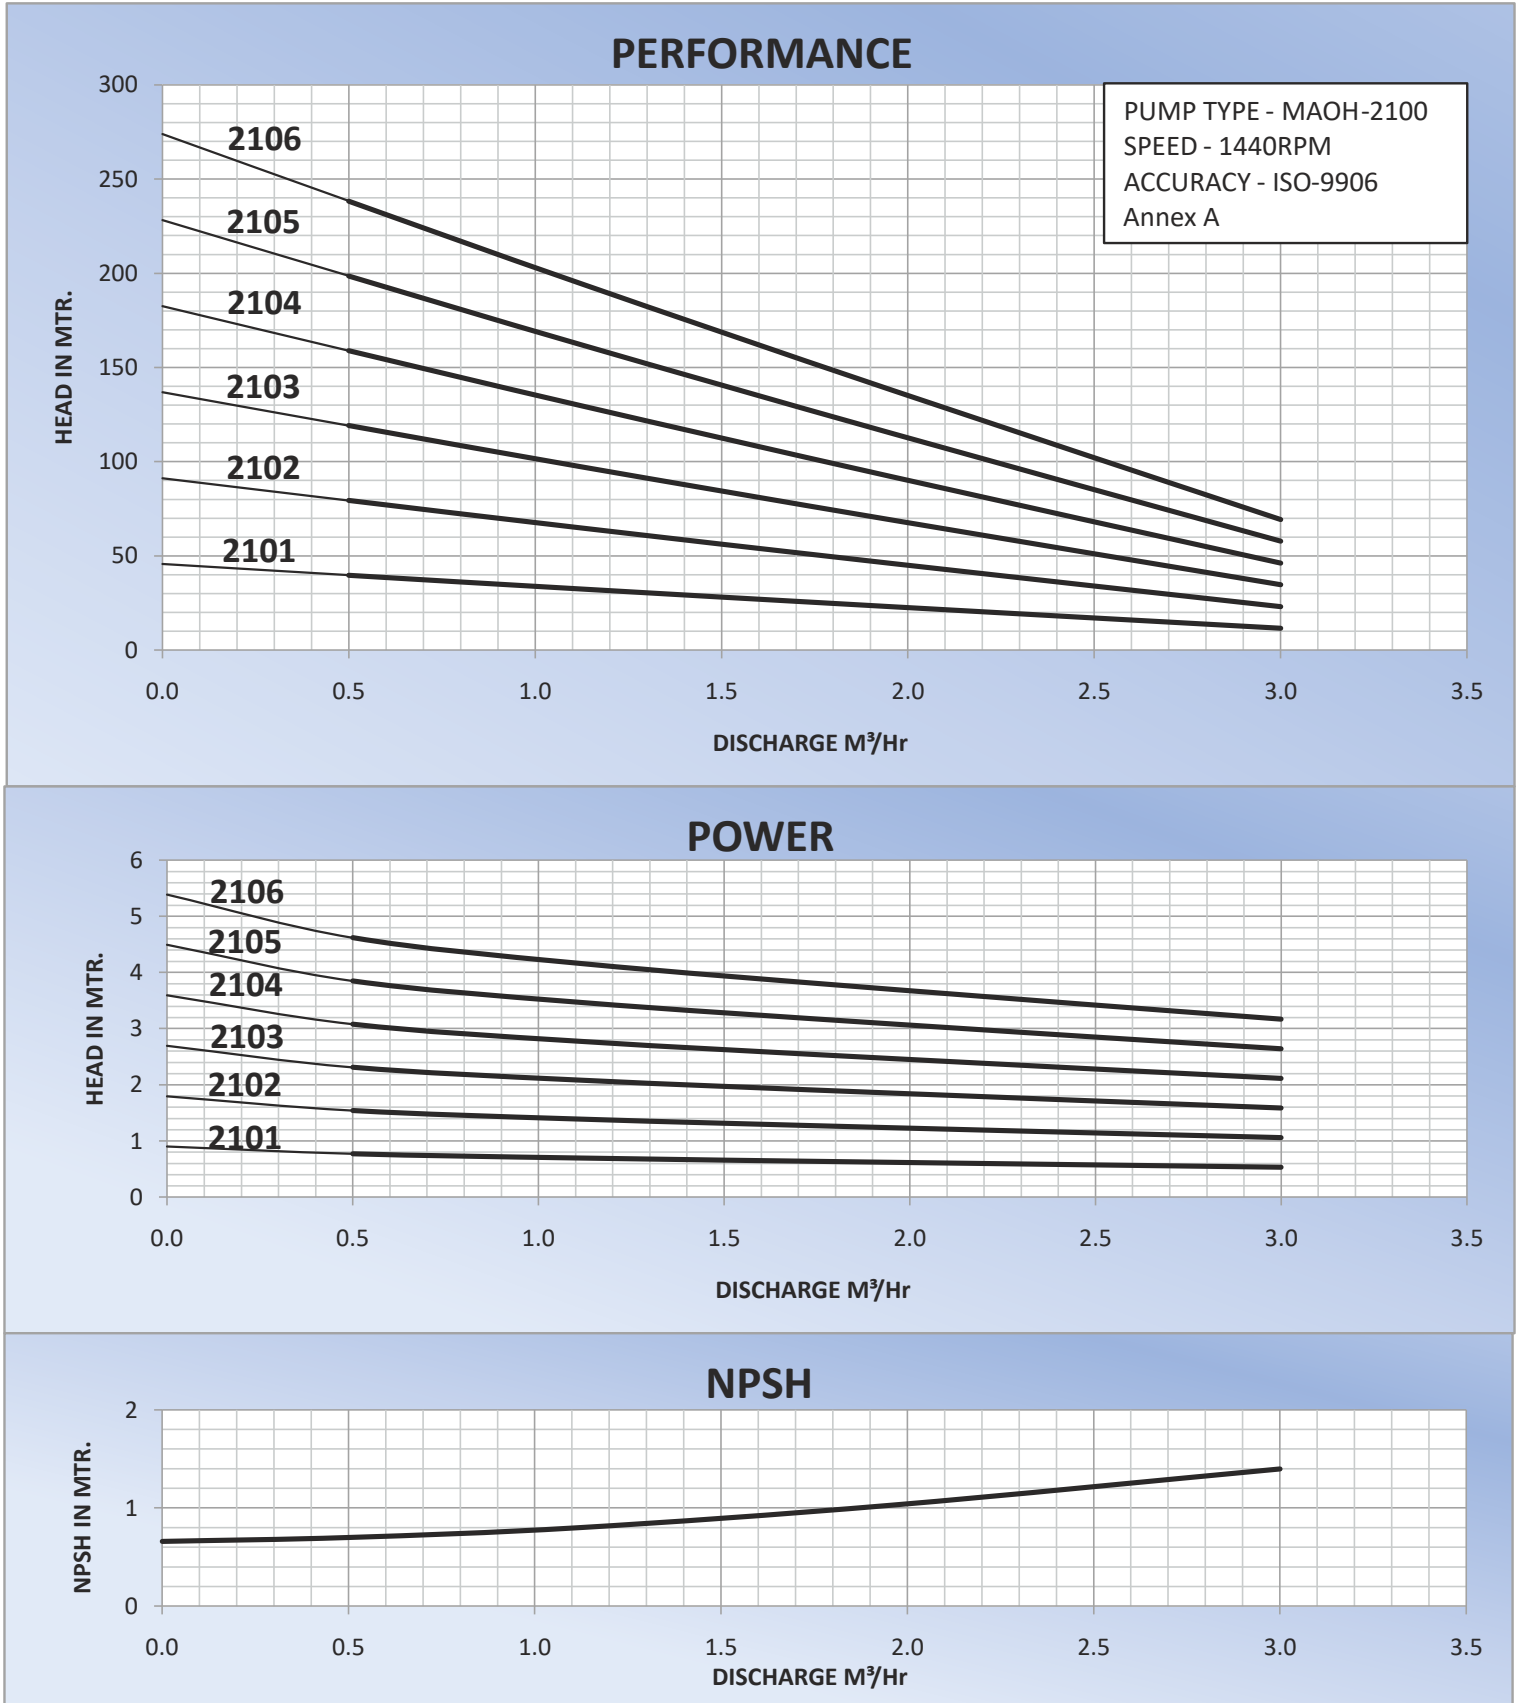 PERFORMANCE
PUMP TYPE - MAOH-2100
SPEED - 1440RPM
ACCURACY - ISO-9906
Annex A
HEAD IN MTR.
300
250
200
150
100
50
0
2106
2105
2104
2103
2102
2101
0.0 0.5 1.0 1.5 2.0 2.5 3.0 3.5
DISCHARGE M³/Hr
POWER
HEAD IN MTR.
6
5
4
3
2
1
0
2106
2105
2104
2103
2102
2101
0.0 0.5 1.0 1.5 2.0 2.5 3.0 3.5
DISCHARGE M³/Hr
NPSH
NPSH IN MTR.
2
1
0
0.0 0.5 1.0 1.5 2.0 2.5 3.0 3.5
DISCHARGE M³/Hr